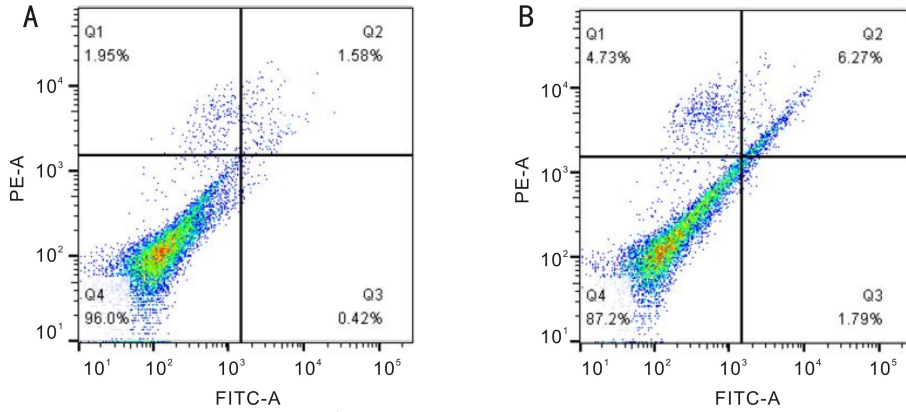 A
Q1
1.95%
Q2
1.58%
Q4
96.0%
Q3
0.42%
PE-A
10⁴
10³
10²
10¹
10¹ 10² 10³ 10⁴ 10⁵
FITC-A
B
Q1
4.73%
Q2
6.27%
Q4
87.2%
Q3
1.79%
PE-A
10⁴
10³
10²
10¹
10¹ 10² 10³ 10⁴ 10⁵
FITC-A